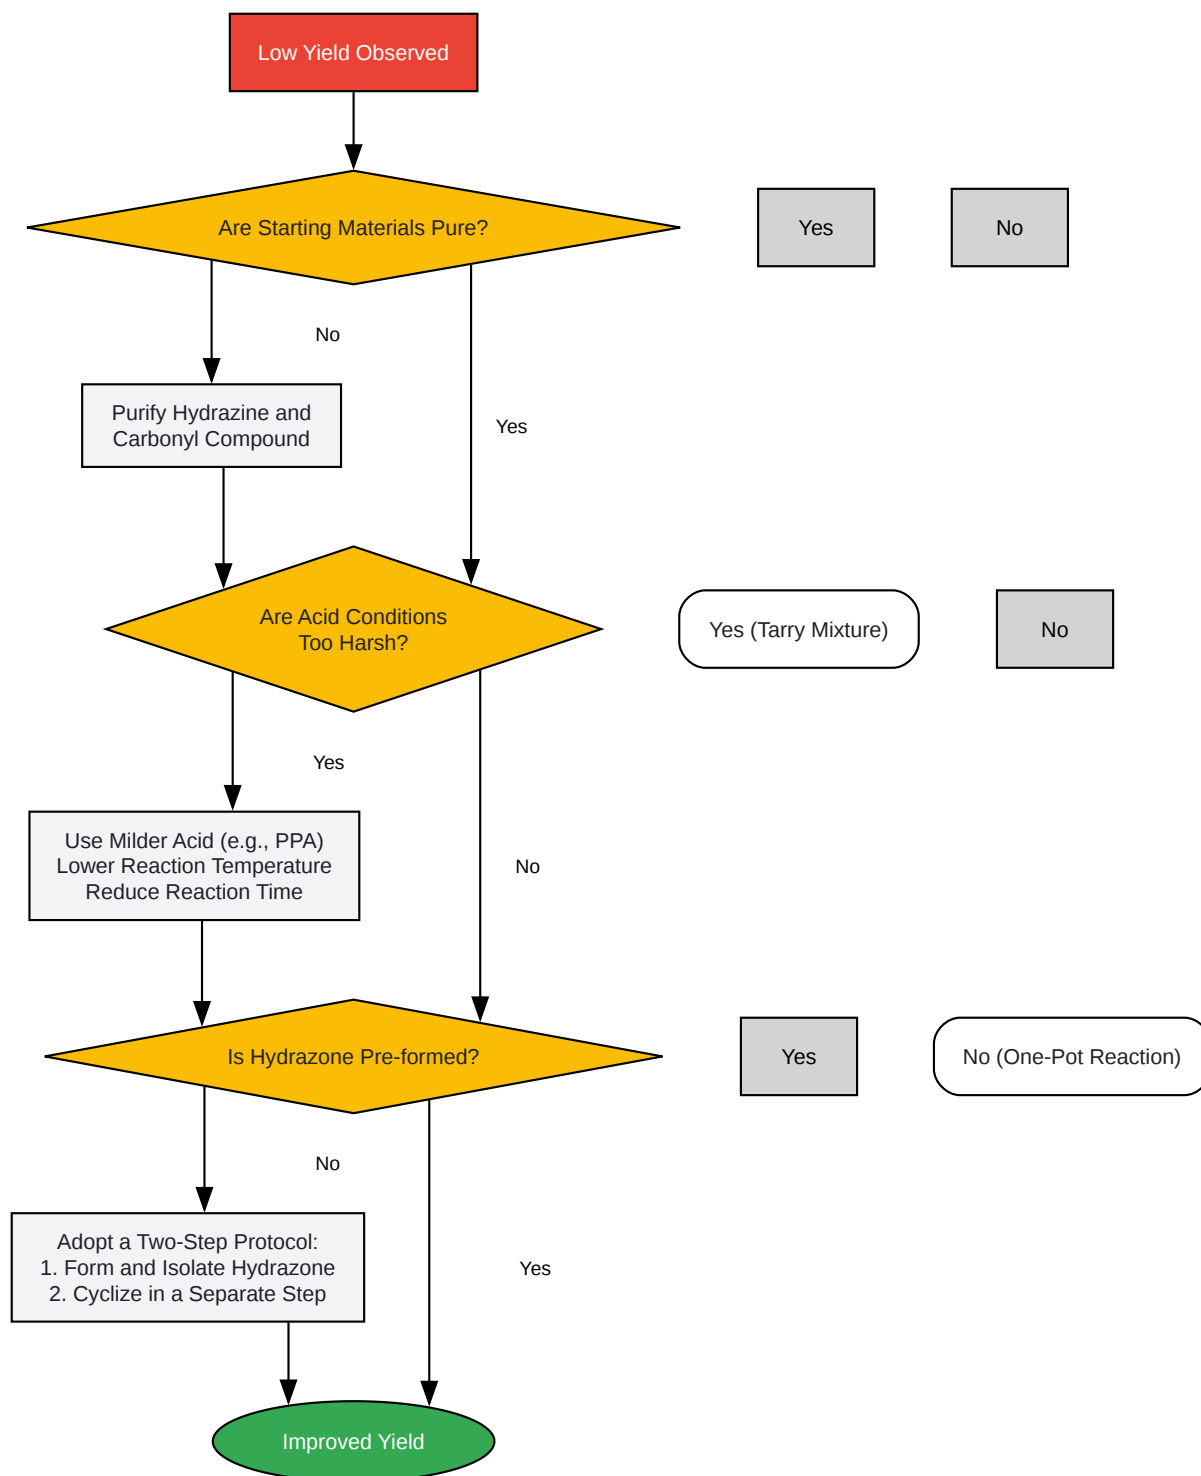 Low Yield Observed
Are Starting Materials Pure?
Yes
No
No
Purify Hydrazine and
Carbonyl Compound
Yes
Are Acid Conditions
Too Harsh?
Yes (Tarry Mixture)
No
Yes
Use Milder Acid (e.g., PPA)
Lower Reaction Temperature
Reduce Reaction Time
No
Is Hydrazone Pre-formed?
Yes
No (One-Pot Reaction)
No
Adopt a Two-Step Protocol:
1. Form and Isolate Hydrazone
2. Cyclize in a Separate Step
Yes
Improved Yield